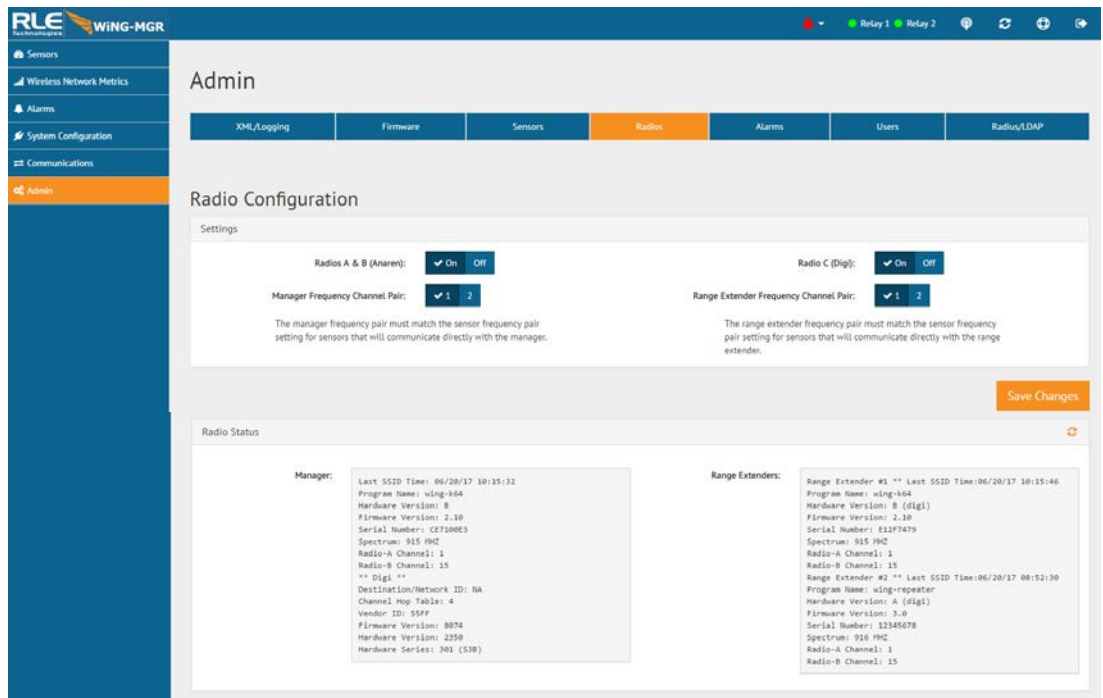 RLE WiNG-MGR
Technologies
Relay 1 Relay 2
Sensors
Wireless Network Metrics
Alarms
System Configuration
Communications
Admin
Admin
XML/Logging Firmware Sensors Radios Alarms Users Radius/LDAP
Radio Configuration
Settings
Radios A & B (Anaren): On Off
Radio C (Digi): On Off
Manager Frequency Channel Pair: 1 2
Range Extender Frequency Channel Pair: 1 2
The manager frequency pair must match the sensor frequency pair
setting for sensors that will communicate directly with the manager.
The range extender frequency pair must match the sensor frequency
pair setting for sensors that will communicate directly with the range
extender.
Save Changes
Radio Status
Manager:
Last SSID Time: 06/20/17 10:15:32
Program Name: wing-k64
Hardware Version: B
Firmware Version: 2.10
Serial Number: CE7100E3
Spectrum: 915 MHZ
Radio-A Channel: 1
Radio-B Channel: 15
** Digi **
Destination/Network ID: NA
Channel Hop Table: 4
Vendor ID: 55FF
Firmware Version: 8074
Hardware Version: 2350
Hardware Series: 301 (S3B)
Range Extenders:
Range Extender #1 ** Last SSID Time:06/20/17 10:15:46
Program Name: wing-k64
Hardware Version: B (digi)
Firmware Version: 2.10
Serial Number: E12F7479
Spectrum: 915 MHZ
Radio-A Channel: 1
Radio-B Channel: 15
Range Extender #2 ** Last SSID Time:06/20/17 08:52:30
Program Name: wing-repeater
Hardware Version: A (digi)
Firmware Version: 3.0
Serial Number: 12345678
Spectrum: 916 MHZ
Radio-A Channel: 1
Radio-B Channel: 15